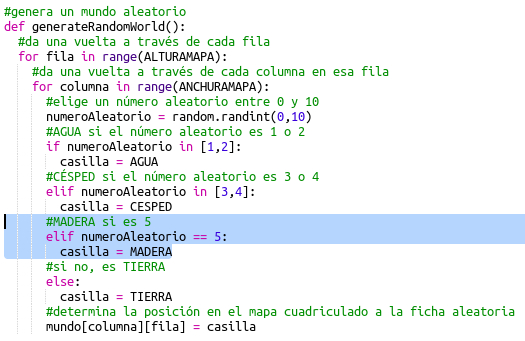 #genera un mundo aleatorio
def generateRandomWorld():
  #da una vuelta a través de cada fila
  for fila in range(ALTURAMAPA):
    #da una vuelta a través de cada columna en esa fila
    for columna in range(ANCHURAMAPA):
      #elige un número aleatorio entre 0 y 10
      numeroAleatorio = random.randint(0,10)
      #AGUA si el número aleatorio es 1 o 2
      if numeroAleatorio in [1,2]:
        casilla = AGUA
      #CÉSPED si el número aleatorio es 3 o 4
      elif numeroAleatorio in [3,4]:
        casilla = CESPED
      #MADERA si es 5
      elif numeroAleatorio == 5:
        casilla = MADERA
      #si no, es TIERRA
      else:
        casilla = TIERRA
      #determina la posición en el mapa cuadriculado a la ficha aleatoria
      mundo[columna][fila] = casilla